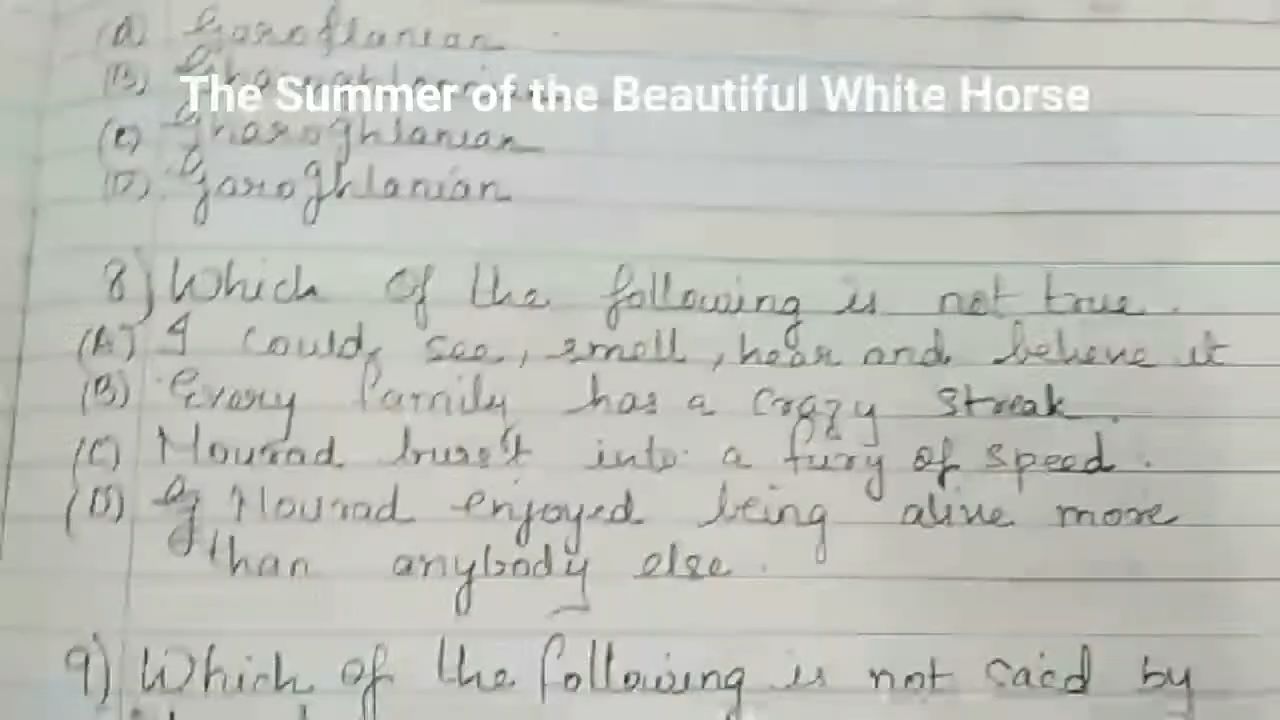 (A) Garoflanian
(B)
The Summer of the Beautiful White Horse
(C) Gharoghlanian
(D) Garoghlanian
8) Which of the following is not true.
(A) I could, see, smell, hear and believe it
(B) Every family has a crazy streak.
(C) Mourad burst into a fury of speed.
(D) Mourad enjoyed being alive more
than anybody else.
9) Which of the following is not said by